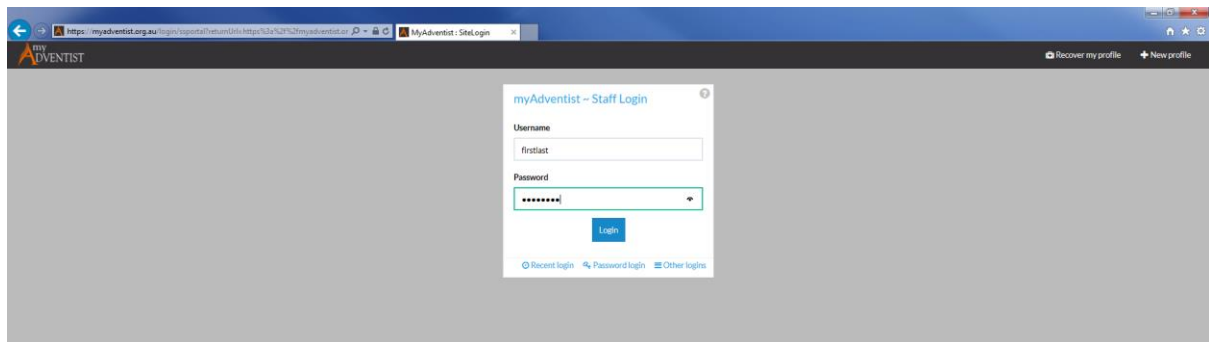 https://myadventist.org.au/login/ssportal?returnUrl=https%3a%2f%2fmyadventist.or
MyAdventist : SiteLogin
my
ADVENTIST
Recover my profile
New profile
myAdventist – Staff Login
Username
firstlast
Password
Login
Recent login Password login Other logins